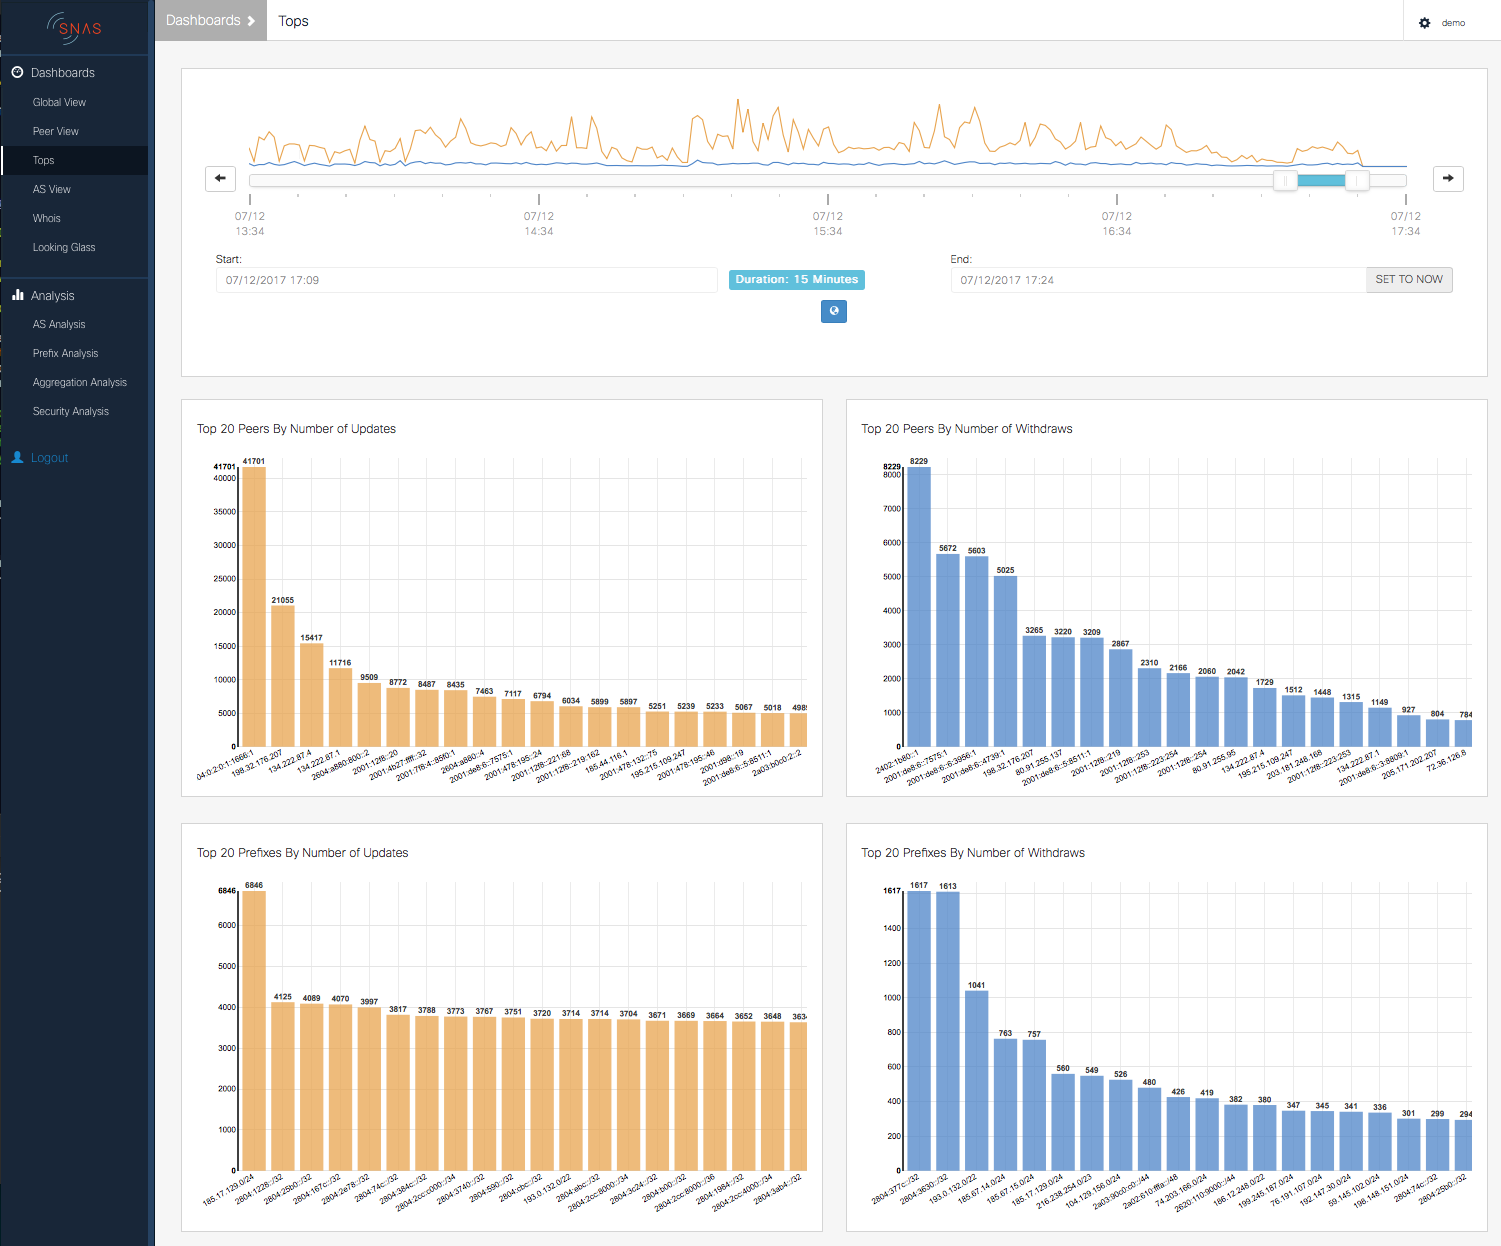 SNAS
Dashboards
Tops
demo
Dashboards
Global View
Peer View
Tops
AS View
Whois
Looking Glass
Analysis
AS Analysis
Prefix Analysis
Aggregation Analysis
Security Analysis
Logout
07/12 07/12 07/12 07/12 07/12
13:34 14:34 15:34 16:34 17:34
Start:
07/12/2017 17:09
Duration: 15 Minutes
End:
07/12/2017 17:24
SET TO NOW
Top 20 Peers By Number of Updates
41701
40000
35000
30000
25000
20000
15000
10000
5000
0
41701 21055 15417 11716 9509 8772 8487 8435 7463 7117 6794 6034 5899 5897 5251 5239 5233 5067 5018
04:0:2:0:1:1666:1
198.32.176.207
134.222.87.4
134.222.87.1
2604:a880:800::2
2001:12f8::20
2001:4b27:ffff::32
2001:7f8:4::85f0:1
2604:a880::4
2001:de8:6::7575:1
2001:478:195::24
2001:12f8::221:68
2001:12f8::219:162
185.44.116.1
2001:478:132::75
195.215.109.247
2001:478:195::46
2001:d98::19
2001:de8:6::5:8511:1
2a03:b0c0:2::2
Top 20 Peers By Number of Withdraws
8229
8000
7000
6000
5000
4000
3000
2000
1000
0
8229 5672 5603 5025 3265 3220 3209 2867 2310 2166 2060 2042 1729 1512 1448 1315 1149 927 804 784
2402:1b80::1
2001:de8:6::7575:1
2001:de8:6::6:3956:1
2001:de8:6::4739:1
198.32.176.207
80.91.255.137
2001:de8:6::5:8511:1
2001:12f8::219
2001:12f8::253
2001:12f8::223:254
2001:12f8::254
80.91.255.95
134.222.87.4
195.215.109.247
203.181.248.168
2001:12f8::223:253
134.222.87.1
2001:de8:6::3:8809:1
205.171.202.207
72.36.126.8
Top 20 Prefixes By Number of Updates
6846
6000
5000
4000
3000
2000
1000
0
6846 4125 4089 4070 3997 3817 3788 3773 3767 3751 3720 3714 3714 3704 3671 3669 3664 3652 3648
185.17.129.0/24
2804:1228::/32
2804:25b0::/32
2804:167c::/32
2804:2e78::/32
2804:74c::/32
2804:384c::/32
2804:2cc:c000::/34
2804:3740::/32
2804:590::/32
2804:cbc::/32
193.0.132.0/22
2804:ebc::/32
2804:2cc:8000::/34
2804:3c24::/32
2804:b00::/32
2804:2cc:8000::/36
2804:1984::/32
2804:2cc:4000::/34
2804:3ab4::/32
Top 20 Prefixes By Number of Withdraws
1617
1400
1200
1000
800
600
400
200
0
1617 1613 1041 763 757 560 549 526 480 426 419 382 380 347 345 341 336 301 299 294
2804:377c::/32
2804:3630::/32
193.0.132.0/22
185.67.14.0/24
185.67.15.0/24
185.17.129.0/24
216.238.254.0/23
104.129.156.0/24
2a03:90c0:c0::/44
2a02:610:ffa::/48
74.203.166.0/24
2620:110:9000::/44
186.12.248.0/22
199.245.187.0/24
76.191.107.0/24
192.147.30.0/24
59.145.102.0/24
198.148.151.0/24
2804:74c::/32
2804:25b0::/32